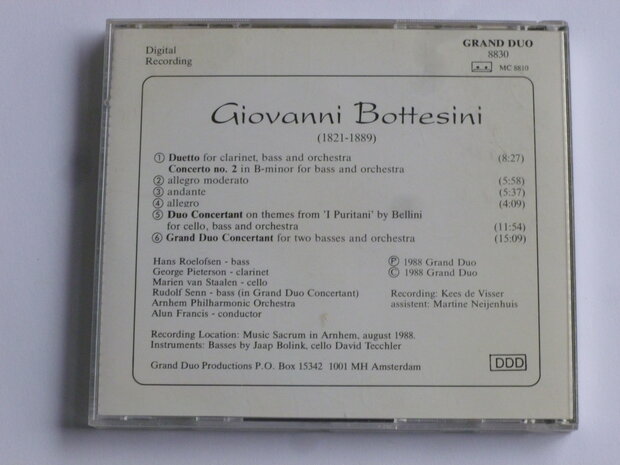 Digital
Recording
GRAND DUO
8830
MC 8810
Giovanni Bottesini
(1821-1889)
① Duetto for clarinet, bass and orchestra (8:27)
Concerto no. 2 in B-minor for bass and orchestra
② allegro moderato (5:58)
③ andante (5:37)
④ allegro (4:09)
⑤ Duo Concertant on themes from 'I Puritani' by Bellini
for cello, bass and orchestra (11:54)
⑥ Grand Duo Concertant for two basses and orchestra (15:09)
Hans Roelofsen - bass
George Pieterson - clarinet
Marien van Staalen - cello
Rudolf Senn - bass (in Grand Duo Concertant)
Arnhem Philharmonic Orchestra
Alun Francis - conductor
Ⓟ 1988 Grand Duo
© 1988 Grand Duo
Recording: Kees de Visser
assistent: Martine Neijenhuis
Recording Location: Music Sacrum in Arnhem, august 1988.
Instruments: Basses by Jaap Bolink, cello David Tecchler
Grand Duo Productions P.O. Box 15342 1001 MH Amsterdam
DDD